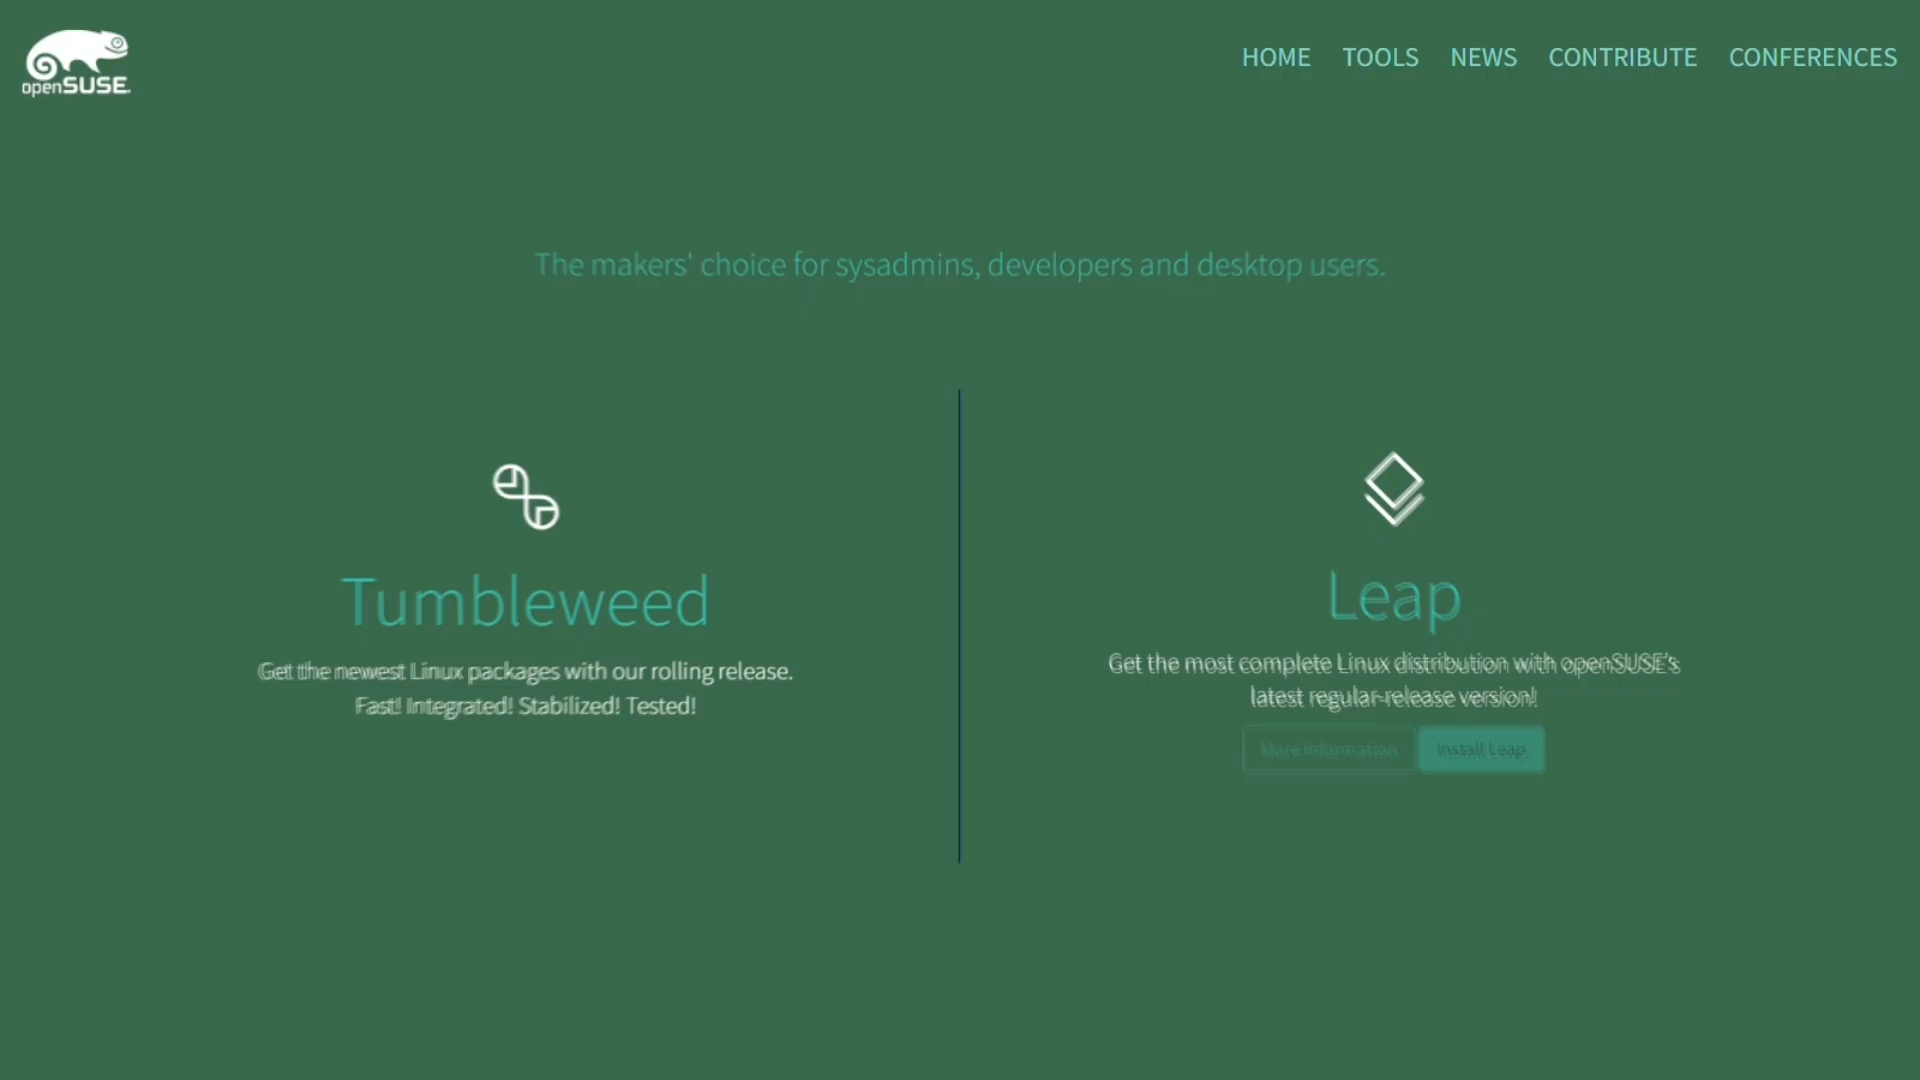 openSUSE
HOME TOOLS NEWS CONTRIBUTE CONFERENCES
The makers' choice for sysadmins, developers and desktop users.
Tumbleweed
Get the newest Linux packages with our rolling release.
Fast! Integrated! Stabilized! Tested!
Leap
Get the most complete Linux distribution with openSUSE's
latest regular-release version!
More Information Install Leap